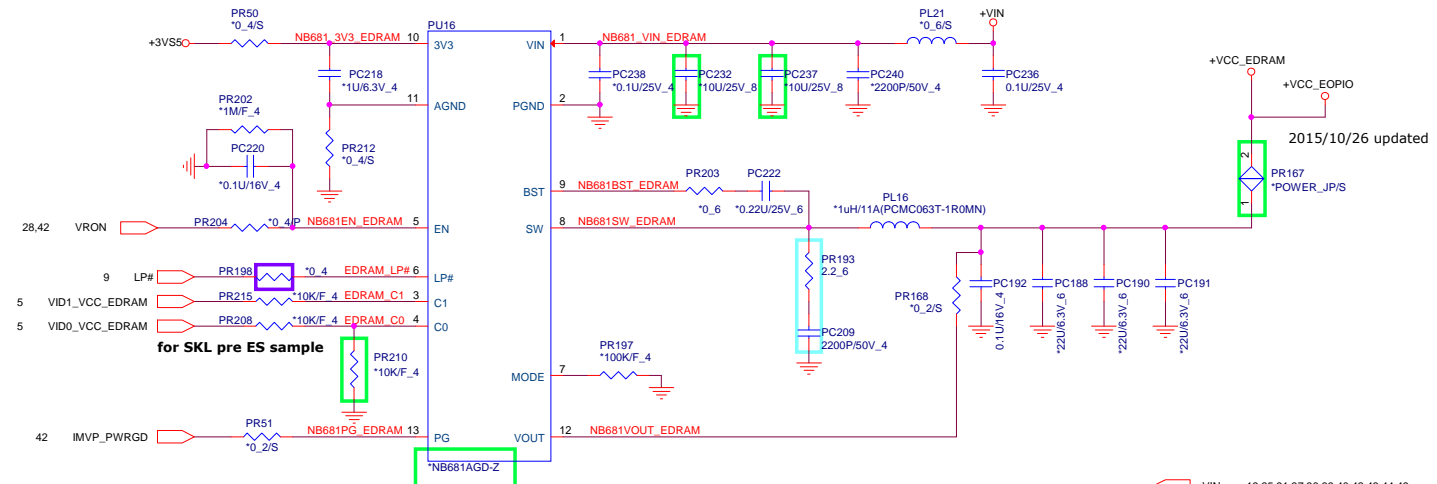 PR50
*0_4/S
+3VS5
NB681_3V3_EDRAM 10
PU16
3V3
VIN
1
NB681_VIN_EDRAM
PL21
*0_6/S
+VIN
PC218
*1U/6.3V_4
PC238
*0.1U/25V_4
PC232
*10U/25V_8
PC237
*10U/25V_8
PC240
*2200P/50V_4
PC236
0.1U/25V_4
+VCC_EDRAM
+VCC_EOPIO
PR202
*1M/F_4
11
AGND
PGND
2
2015/10/26 updated
PC220
*0.1U/16V_4
PR212
*0_4/S
2
PR167
*POWER_JP/S
1
BST
9
NB681BST_EDRAM
PR203
*0_6
PC222
*0.22U/25V_6
PL16
*1uH/11A(PCMC063T-1R0MN)
28,42
VRON
PR204
*0_4/P
NB681EN_EDRAM
5
EN
SW
8
NB681SW_EDRAM
9
LP#
PR198
*0_4
EDRAM_LP#
6
LP#
PR193
2.2_6
5
VID1_VCC_EDRAM
PR215
*10K/F_4
EDRAM_C1
3
C1
PR168
*0_2/S
PC192
0.1U/16V_4
PC188
*22U/6.3V_6
PC190
*22U/6.3V_6
PC191
*22U/6.3V_6
5
VID0_VCC_EDRAM
PR208
*10K/F_4
EDRAM_C0
4
C0
PC209
2200P/50V_4
for SKL pre ES sample
PR210
*10K/F_4
MODE
7
PR197
*100K/F_4
42
IMVP_PWRGD
PR51
*0_2/S
NB681PG_EDRAM 13
PG
VOUT
12
NB681VOUT_EDRAM
*NB681AGD-Z